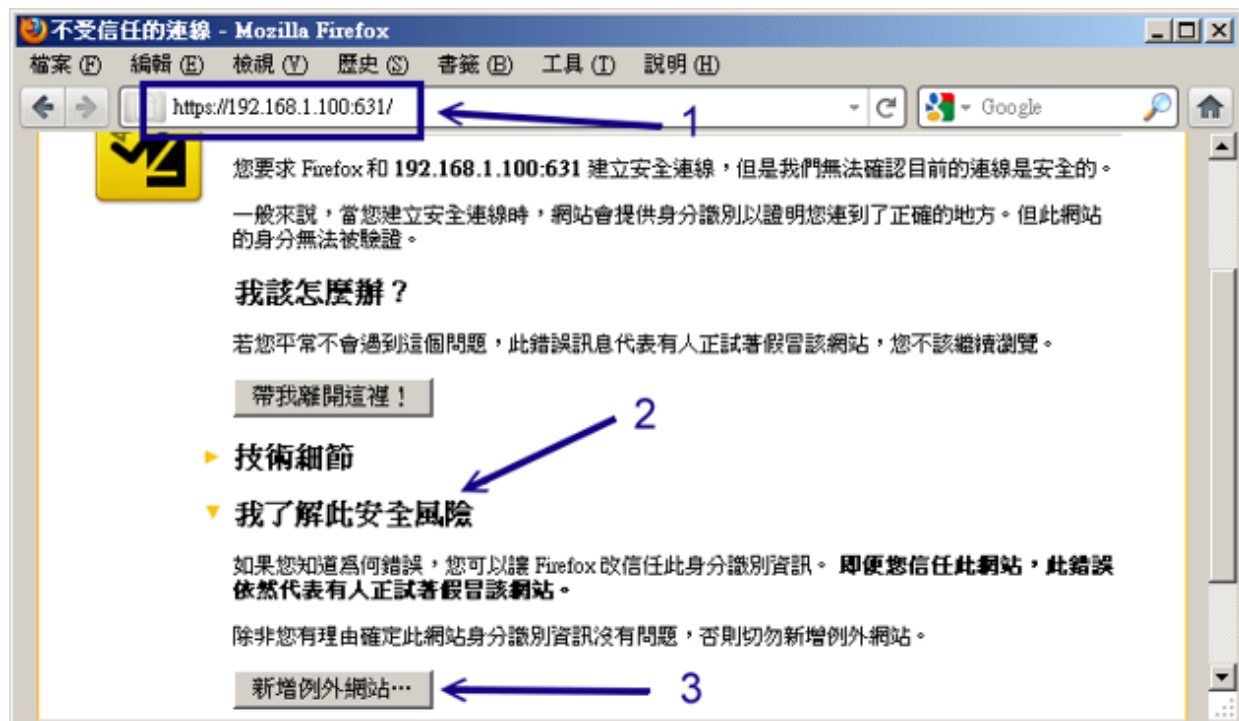 不受信任的連線 - Mozilla Firefox
檔案 (F) 編輯 (E) 檢視 (V) 歷史 (S) 書籤 (B) 工具 (T) 說明 (H)
https://192.168.1.100:631/ 1 Google
您要求 Firefox 和 192.168.1.100:631 建立安全連線,但是我們無法確認目前的連線是安全的。
一般來說,當您建立安全連線時,網站會提供身分識別以證明您連到了正確的地方。但此網站
的身分無法被驗證。
我該怎麼辦?
若您平常不會遇到這個問題,此錯誤訊息代表有人正試著假冒該網站,您不該繼續瀏覽。
帶我離開這裡!
2
技術細節
我了解此安全風險
如果您知道為何錯誤,您可以讓 Firefox 改信任此身分識別資訊。即便您信任此網站,此錯誤
依然代表有人正試著假冒該網站。
除非您有理由確定此網站身分識別資訊沒有問題,否則切勿新增例外網站。
新增例外網站… 3